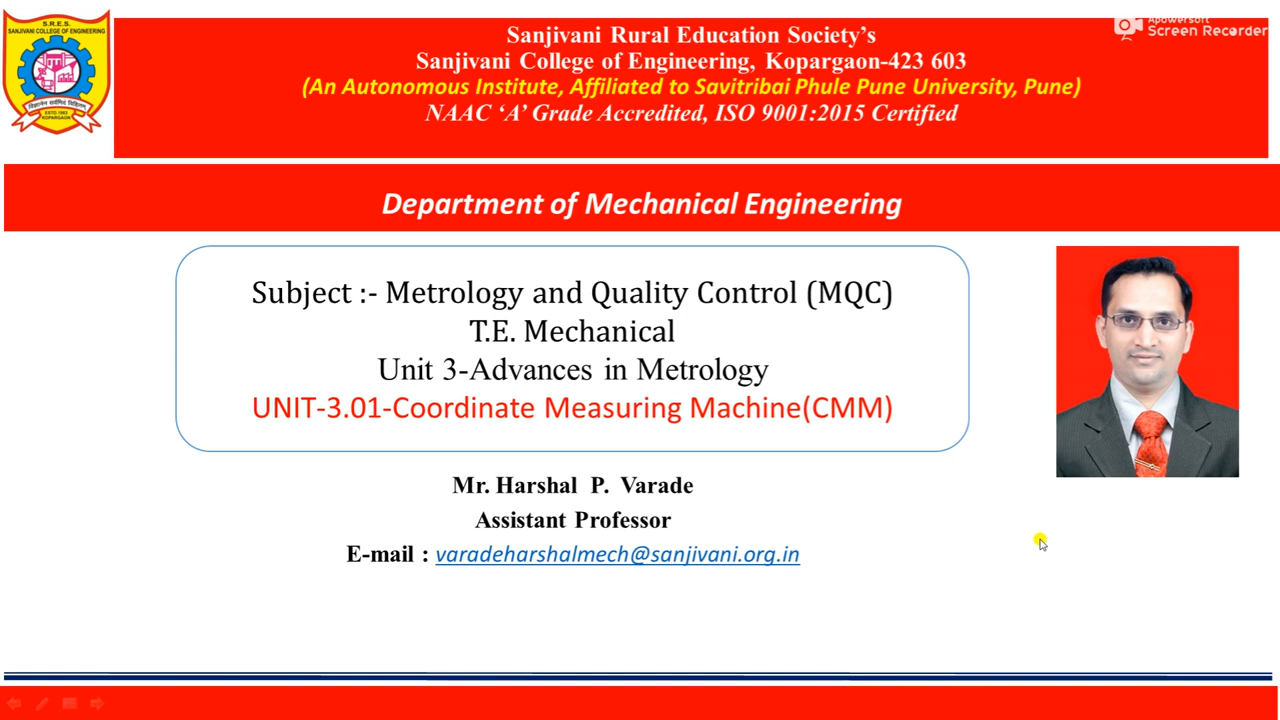 S.R.E.S.
SANJIVANI COLLEGE OF ENGINEERING
ESTD 1983
KOPARGAON
Apowersoft
Screen Recorder
Sanjivani Rural Education Society’s
Sanjivani College of Engineering, Kopargaon-423 603
(An Autonomous Institute, Affiliated to Savitribai Phule Pune University, Pune)
NAAC ‘A’ Grade Accredited, ISO 9001:2015 Certified
Department of Mechanical Engineering
Subject :- Metrology and Quality Control (MQC)
T.E. Mechanical
Unit 3-Advances in Metrology
UNIT-3.01-Coordinate Measuring Machine(CMM)
Mr. Harshal P. Varade
Assistant Professor
E-mail : varadeharshalmech@sanjivani.org.in